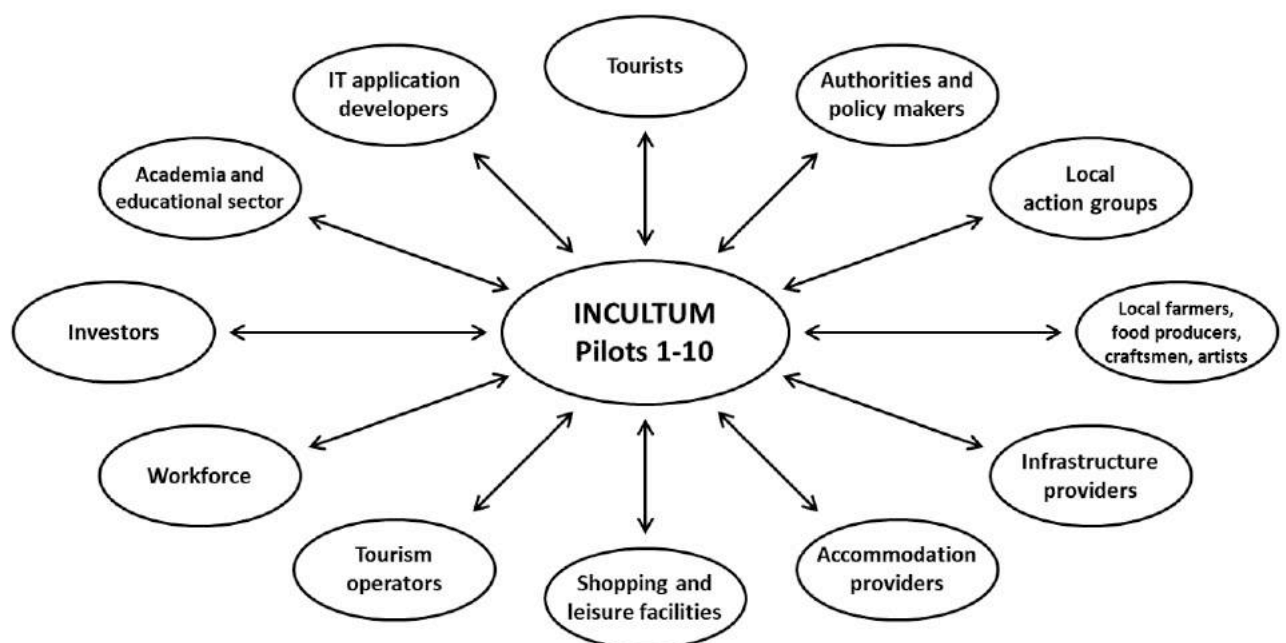 Tourists
IT application
developers
Authorities and
policy makers
Academia and
educational sector
Local
action groups
Investors
INCULTUM
Pilots 1-10
Local farmers,
food producers,
craftsmen, artists
Workforce
Infrastructure
providers
Tourism
operators
Shopping and
leisure facilities
Accommodation
providers